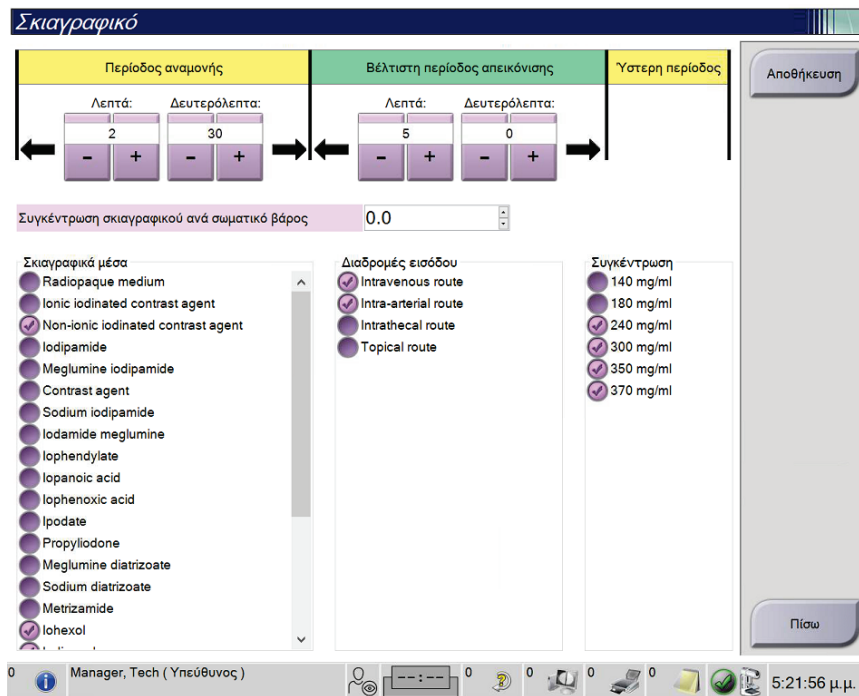 Σκιαγραφικό
Περίοδος αναμονής
Βέλτιστη περίοδος απεικόνισης
Ύστερη περίοδος
Αποθήκευση
Λεπτά: Δευτερόλεπτα:
2 30
- + - +
Λεπτά: Δευτερόλεπτα:
5 0
- + - +
Συγκέντρωση σκιαγραφικού ανά σωματικό βάρος 0.0
Σκιαγραφικά μέσα
Radiopaque medium
Ionic iodinated contrast agent
Non-ionic iodinated contrast agent
Iodipamide
Meglumine iodipamide
Contrast agent
Sodium iodipamide
Iodamide meglumine
Iophendylate
Iopanoic acid
Iophenoxic acid
Ipodate
Propyliodone
Meglumine diatrizoate
Sodium diatrizoate
Metrizamide
Iohexol
Διαδρομές εισόδου
Intravenous route
Intra-arterial route
Intrathecal route
Topical route
Συγκέντρωση
140 mg/ml
180 mg/ml
240 mg/ml
300 mg/ml
350 mg/ml
370 mg/ml
Πίσω
0 Manager, Tech ( Υπεύθυνος ) --:-- 0 0 0 0 5:21:56 μ.μ.